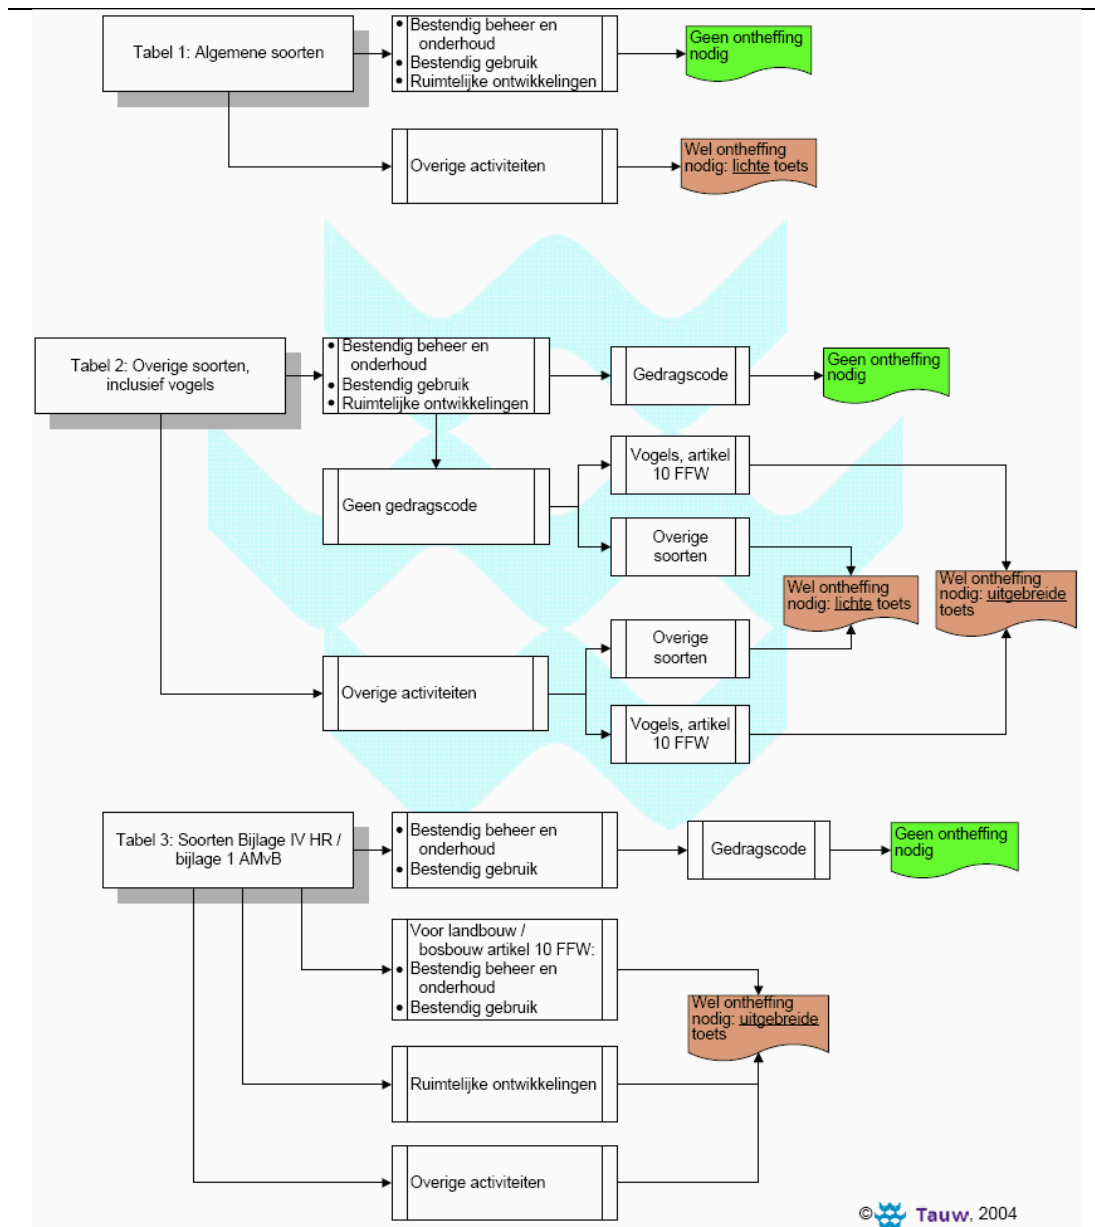 Tabel 1: Algemene soorten
• Bestendig beheer en
onderhoud
• Bestendig gebruik
• Ruimtelijke ontwikkelingen
Geen ontheffing
nodig
Overige activiteiten
Wel ontheffing
nodig: lichte toets
Tabel 2: Overige soorten,
inclusief vogels
• Bestendig beheer en
onderhoud
• Bestendig gebruik
• Ruimtelijke ontwikkelingen
Gedragscode
Geen ontheffing
nodig
Geen gedragscode
Vogels, artikel
10 FFW
Overige
soorten
Wel ontheffing
nodig: lichte toets
Wel ontheffing
nodig: uitgebreide
toets
Overige activiteiten
Overige
soorten
Vogels, artikel
10 FFW
Tabel 3: Soorten Bijlage IV HR /
bijlage 1 AMvB
• Bestendig beheer en
onderhoud
• Bestendig gebruik
Gedragscode
Geen ontheffing
nodig
Voor landbouw /
bosbouw artikel 10 FFW:
• Bestendig beheer en
onderhoud
• Bestendig gebruik
Wel ontheffing
nodig: uitgebreide
toets
Ruimtelijke ontwikkelingen
Overige activiteiten
© Tauw, 2004